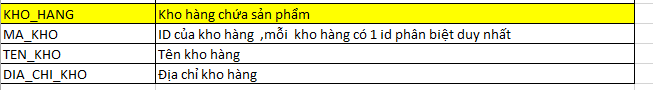 KHO_HANG Kho hàng chứa sản phẩm
MA_KHO ID của kho hàng ,mỗi kho hàng có 1 id phân biệt duy nhất
TEN_KHO Tên kho hàng
DIA_CHI_KHO Địa chỉ kho hàng